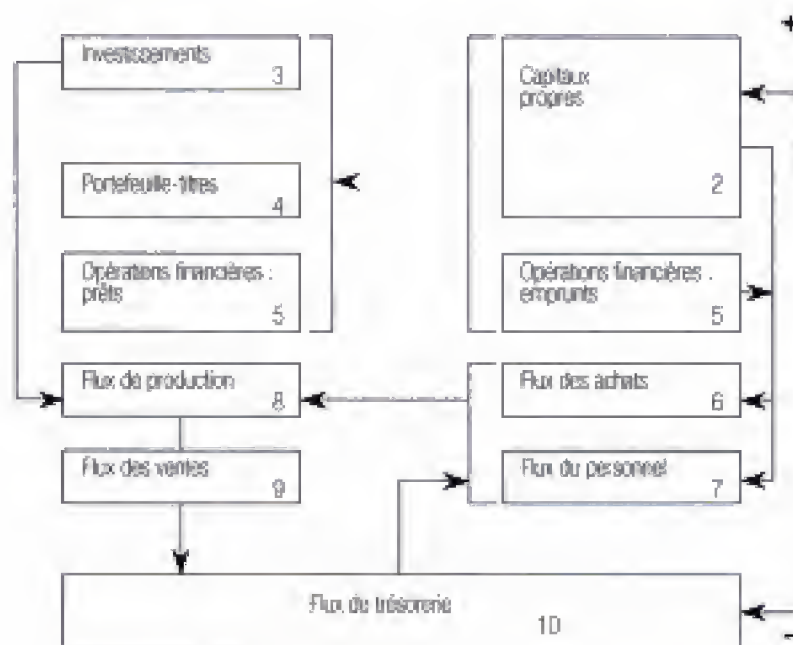 Investissements
3
Portefeuille-titres
4
Opérations financières :
prêts
5
Capitaux
propres
2
Opérations financières :
emprunts
5
Flux de production
8
Flux des ventes
9
Flux des achats
6
Flux du personnel
7
Flux de trésorerie
10